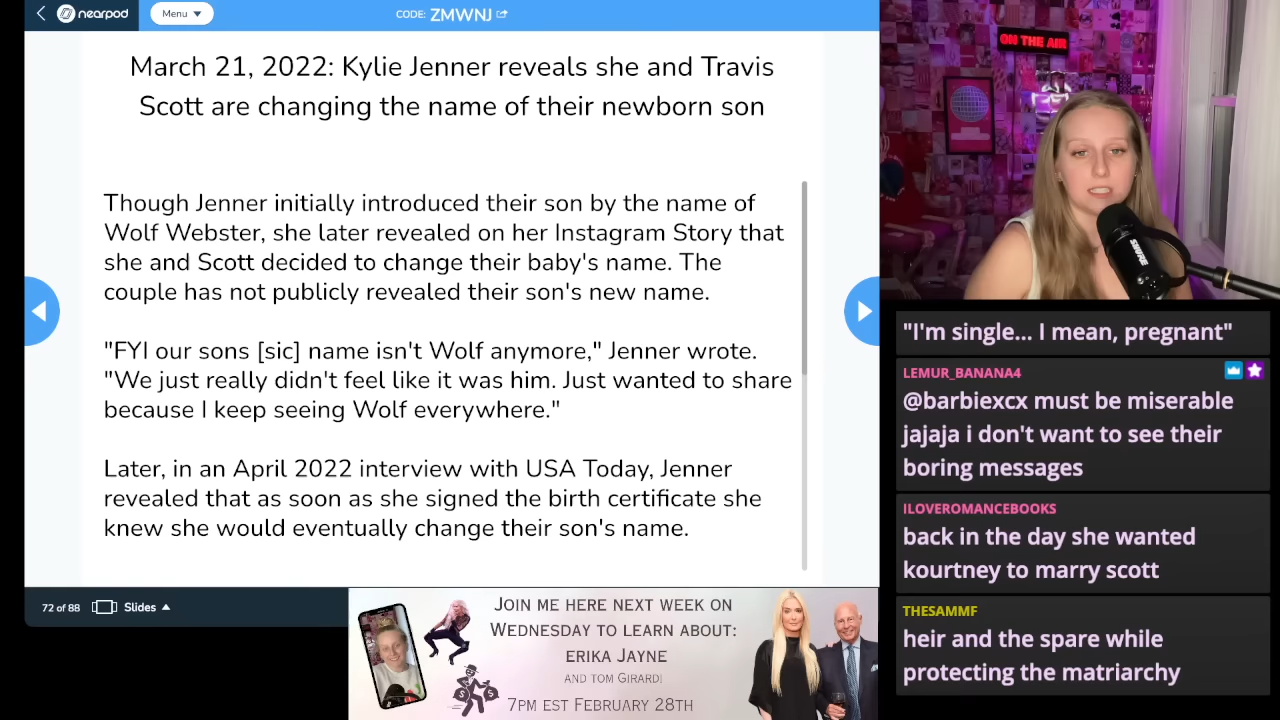 nearpod
Menu
CODE: ZMWNJ
March 21, 2022: Kylie Jenner reveals she and Travis
Scott are changing the name of their newborn son
Though Jenner initially introduced their son by the name of
Wolf Webster, she later revealed on her Instagram Story that
she and Scott decided to change their baby's name. The
couple has not publicly revealed their son's new name.
"FYI our sons [sic] name isn't Wolf anymore," Jenner wrote.
"We just really didn't feel like it was him. Just wanted to share
because I keep seeing Wolf everywhere."
Later, in an April 2022 interview with USA Today, Jenner
revealed that as soon as she signed the birth certificate she
knew she would eventually change their son's name.
72 of 88
Slides
JOIN ME HERE NEXT WEEK ON
WEDNESDAY TO LEARN ABOUT:
ERIKA JAYNE
AND TOM GIRARDI
7PM EST FEBRUARY 28TH
ON THE AIR
SHURE
"I'm single... I mean, pregnant"
LEMUR_BANANA4
@barbiexcx must be miserable
jajaja i don't want to see their
boring messages
ILOVEROMANCEBOOKS
back in the day she wanted
kourtney to marry scott
THESAMMF
heir and the spare while
protecting the matriarchy